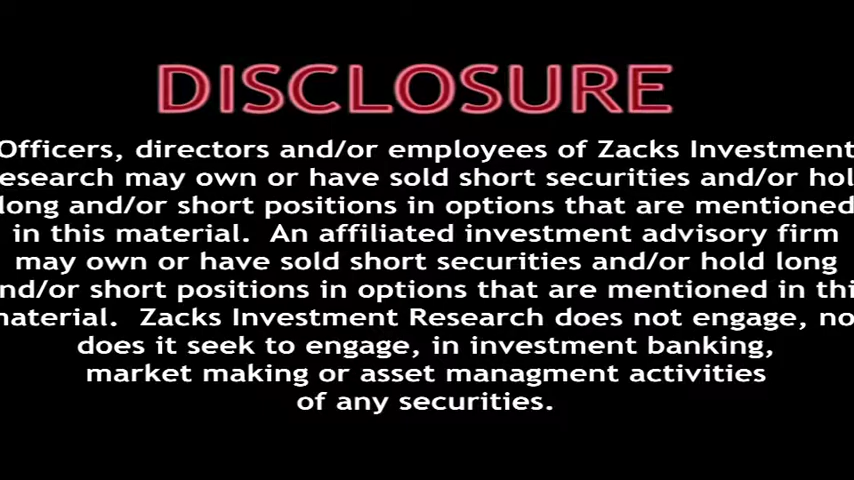 DISCLOSURE
Officers, directors and/or employees of Zacks Investment
esearch may own or have sold short securities and/or hol
long and/or short positions in options that are mentioned
in this material. An affiliated investment advisory firm
may own or have sold short securities and/or hold long
nd/or short positions in options that are mentioned in thi
material. Zacks Investment Research does not engage, no
does it seek to engage, in investment banking,
market making or asset managment activities
of any securities.